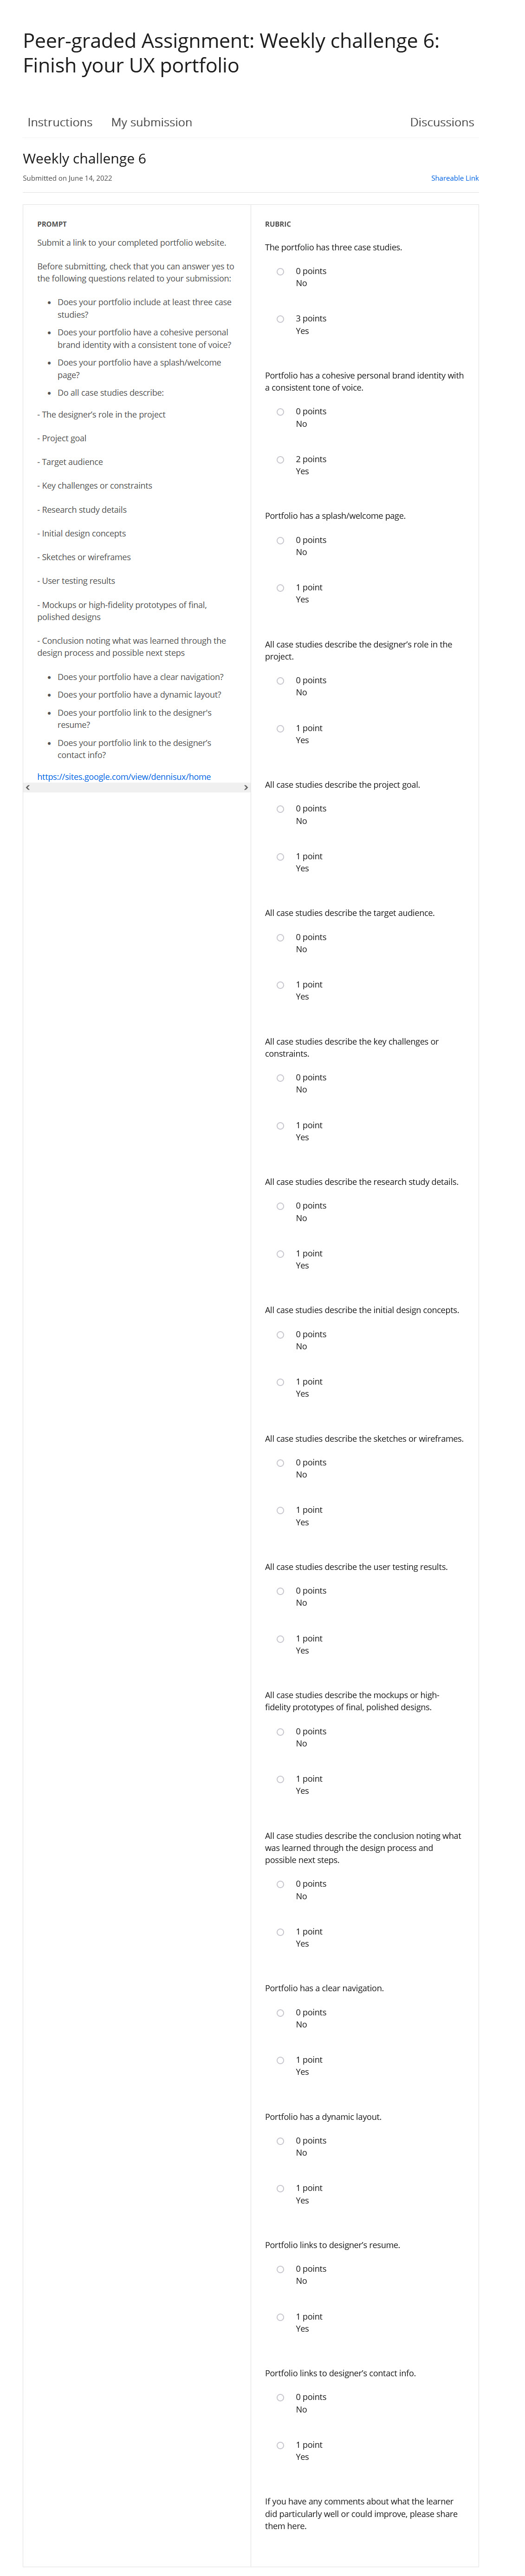 Peer-graded Assignment: Weekly challenge 6:
Finish your UX portfolio
Instructions My submission Discussions
Weekly challenge 6
Submitted on June 14, 2022 Shareable Link
PROMPT
Submit a link to your completed portfolio website.
Before submitting, check that you can answer yes to
the following questions related to your submission:
• Does your portfolio include at least three case
studies?
• Does your portfolio have a cohesive personal
brand identity with a consistent tone of voice?
• Does your portfolio have a splash/welcome
page?
• Do all case studies describe:
- The designer's role in the project
- Project goal
- Target audience
- Key challenges or constraints
- Research study details
- Initial design concepts
- Sketches or wireframes
- User testing results
- Mockups or high-fidelity prototypes of final,
polished designs
- Conclusion noting what was learned through the
design process and possible next steps
• Does your portfolio have a clear navigation?
• Does your portfolio have a dynamic layout?
• Does your portfolio link to the designer's
resume?
• Does your portfolio link to the designer's
contact info?
https://sites.google.com/view/dennisux/home
RUBRIC
The portfolio has three case studies.
0 points
No
3 points
Yes
Portfolio has a cohesive personal brand identity with
a consistent tone of voice.
0 points
No
2 points
Yes
Portfolio has a splash/welcome page.
0 points
No
1 point
Yes
All case studies describe the designer's role in the
project.
0 points
No
1 point
Yes
All case studies describe the project goal.
0 points
No
1 point
Yes
All case studies describe the target audience.
0 points
No
1 point
Yes
All case studies describe the key challenges or
constraints.
0 points
No
1 point
Yes
All case studies describe the research study details.
0 points
No
1 point
Yes
All case studies describe the initial design concepts.
0 points
No
1 point
Yes
All case studies describe the sketches or wireframes.
0 points
No
1 point
Yes
All case studies describe the user testing results.
0 points
No
1 point
Yes
All case studies describe the mockups or high-
fidelity prototypes of final, polished designs.
0 points
No
1 point
Yes
All case studies describe the conclusion noting what
was learned through the design process and
possible next steps.
0 points
No
1 point
Yes
Portfolio has a clear navigation.
0 points
No
1 point
Yes
Portfolio has a dynamic layout.
0 points
No
1 point
Yes
Portfolio links to designer's resume.
0 points
No
1 point
Yes
Portfolio links to designer's contact info.
0 points
No
1 point
Yes
If you have any comments about what the learner
did particularly well or could improve, please share
them here.